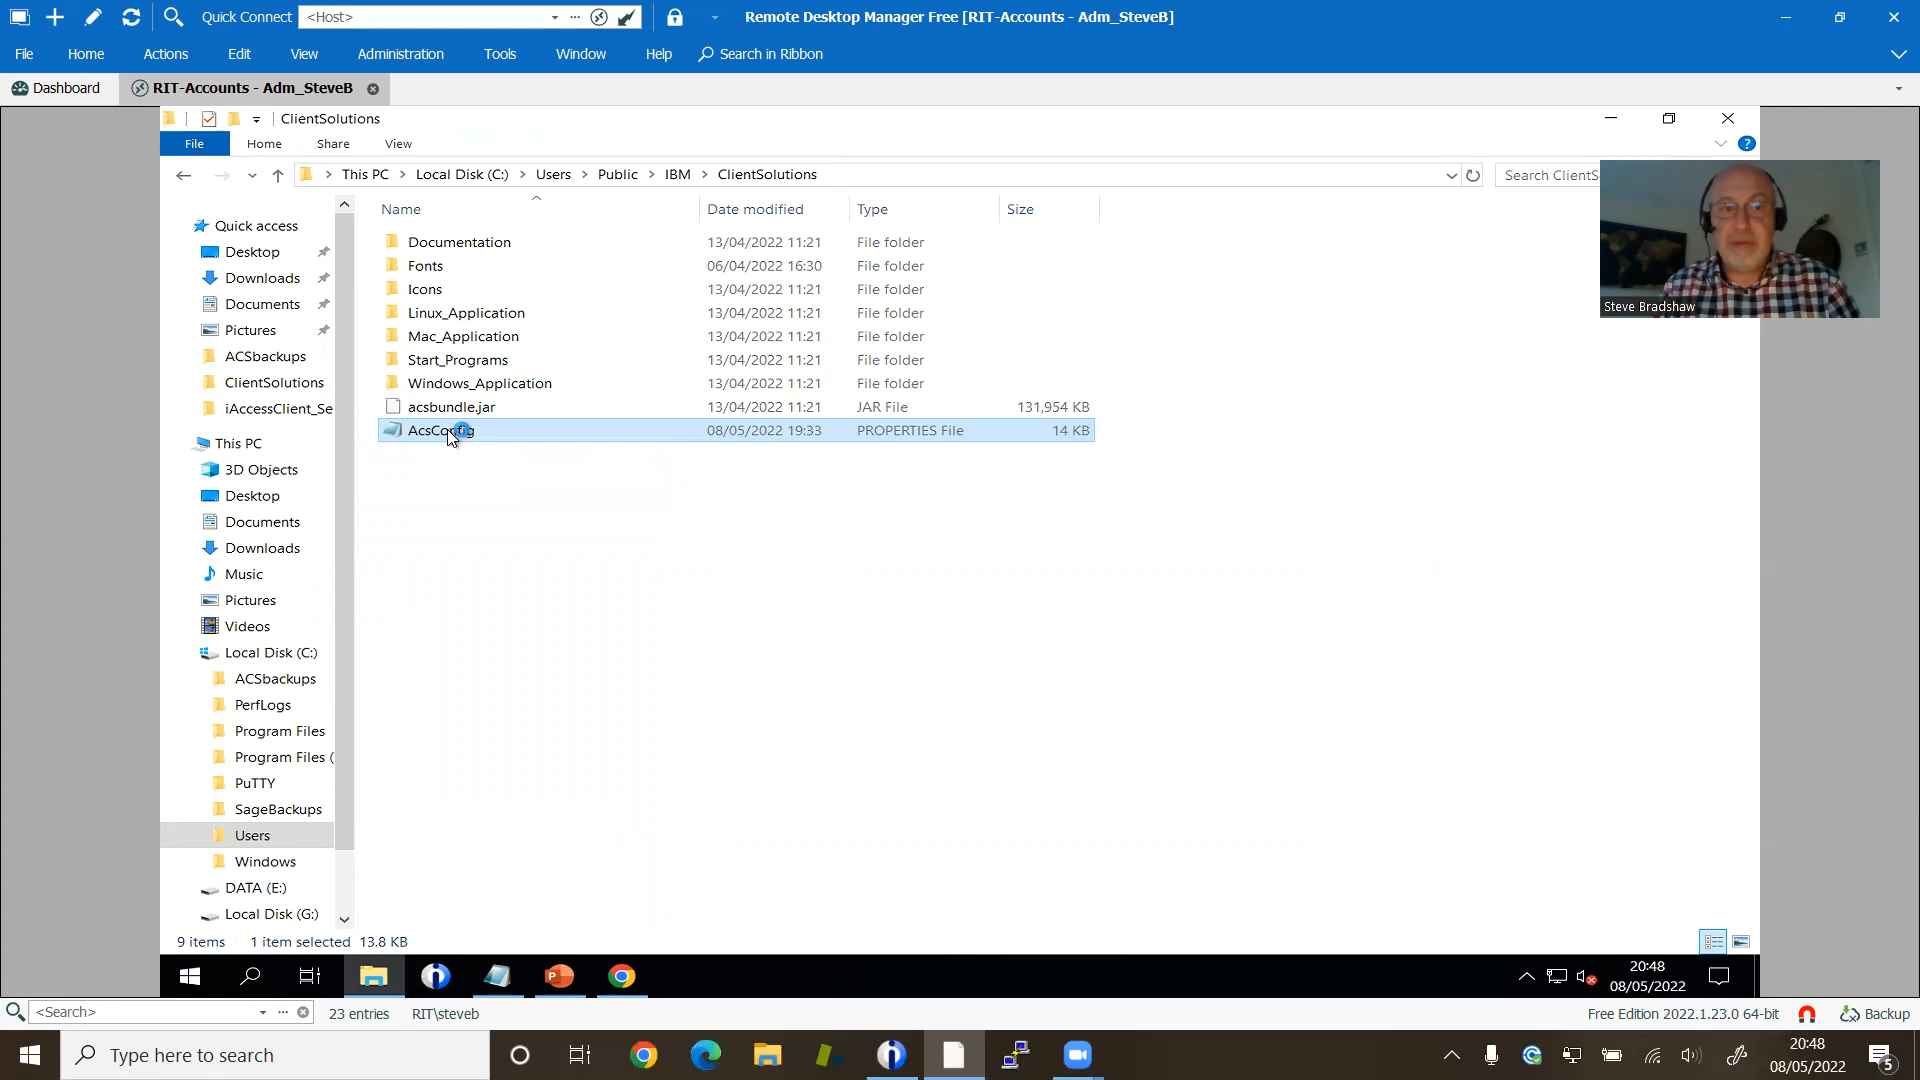 Quick Connect <Host> Remote Desktop Manager Free [RIT-Accounts - Adm_SteveB]
File Home Actions Edit View Administration Tools Window Help Search in Ribbon
Dashboard RIT-Accounts - Adm_SteveB
ClientSolutions
File Home Share View
This PC > Local Disk (C:) > Users > Public > IBM > ClientSolutions
Search ClientS
Name Date modified Type Size
Quick access
Desktop
Downloads
Documents
Pictures
ACSbackups
ClientSolutions
iAccessClient_Se
This PC
3D Objects
Desktop
Documents
Downloads
Music
Pictures
Videos
Local Disk (C:)
ACSbackups
PerfLogs
Program Files
Program Files (
PuTTY
SageBackups
Users
Windows
DATA (E:)
Local Disk (G:)
Documentation 13/04/2022 11:21 File folder
Fonts 06/04/2022 16:30 File folder
Icons 13/04/2022 11:21 File folder
Linux_Application 13/04/2022 11:21 File folder
Mac_Application 13/04/2022 11:21 File folder
Start_Programs 13/04/2022 11:21 File folder
Windows_Application 13/04/2022 11:21 File folder
acsbundle.jar 13/04/2022 11:21 JAR File 131,954 KB
AcsConfig 08/05/2022 19:33 PROPERTIES File 14 KB
Steve Bradshaw
9 items 1 item selected 13.8 KB
20:48
08/05/2022
<Search> 23 entries RIT\steveb Free Edition 2022.1.23.0 64-bit Backup
Type here to search
20:48
08/05/2022
5